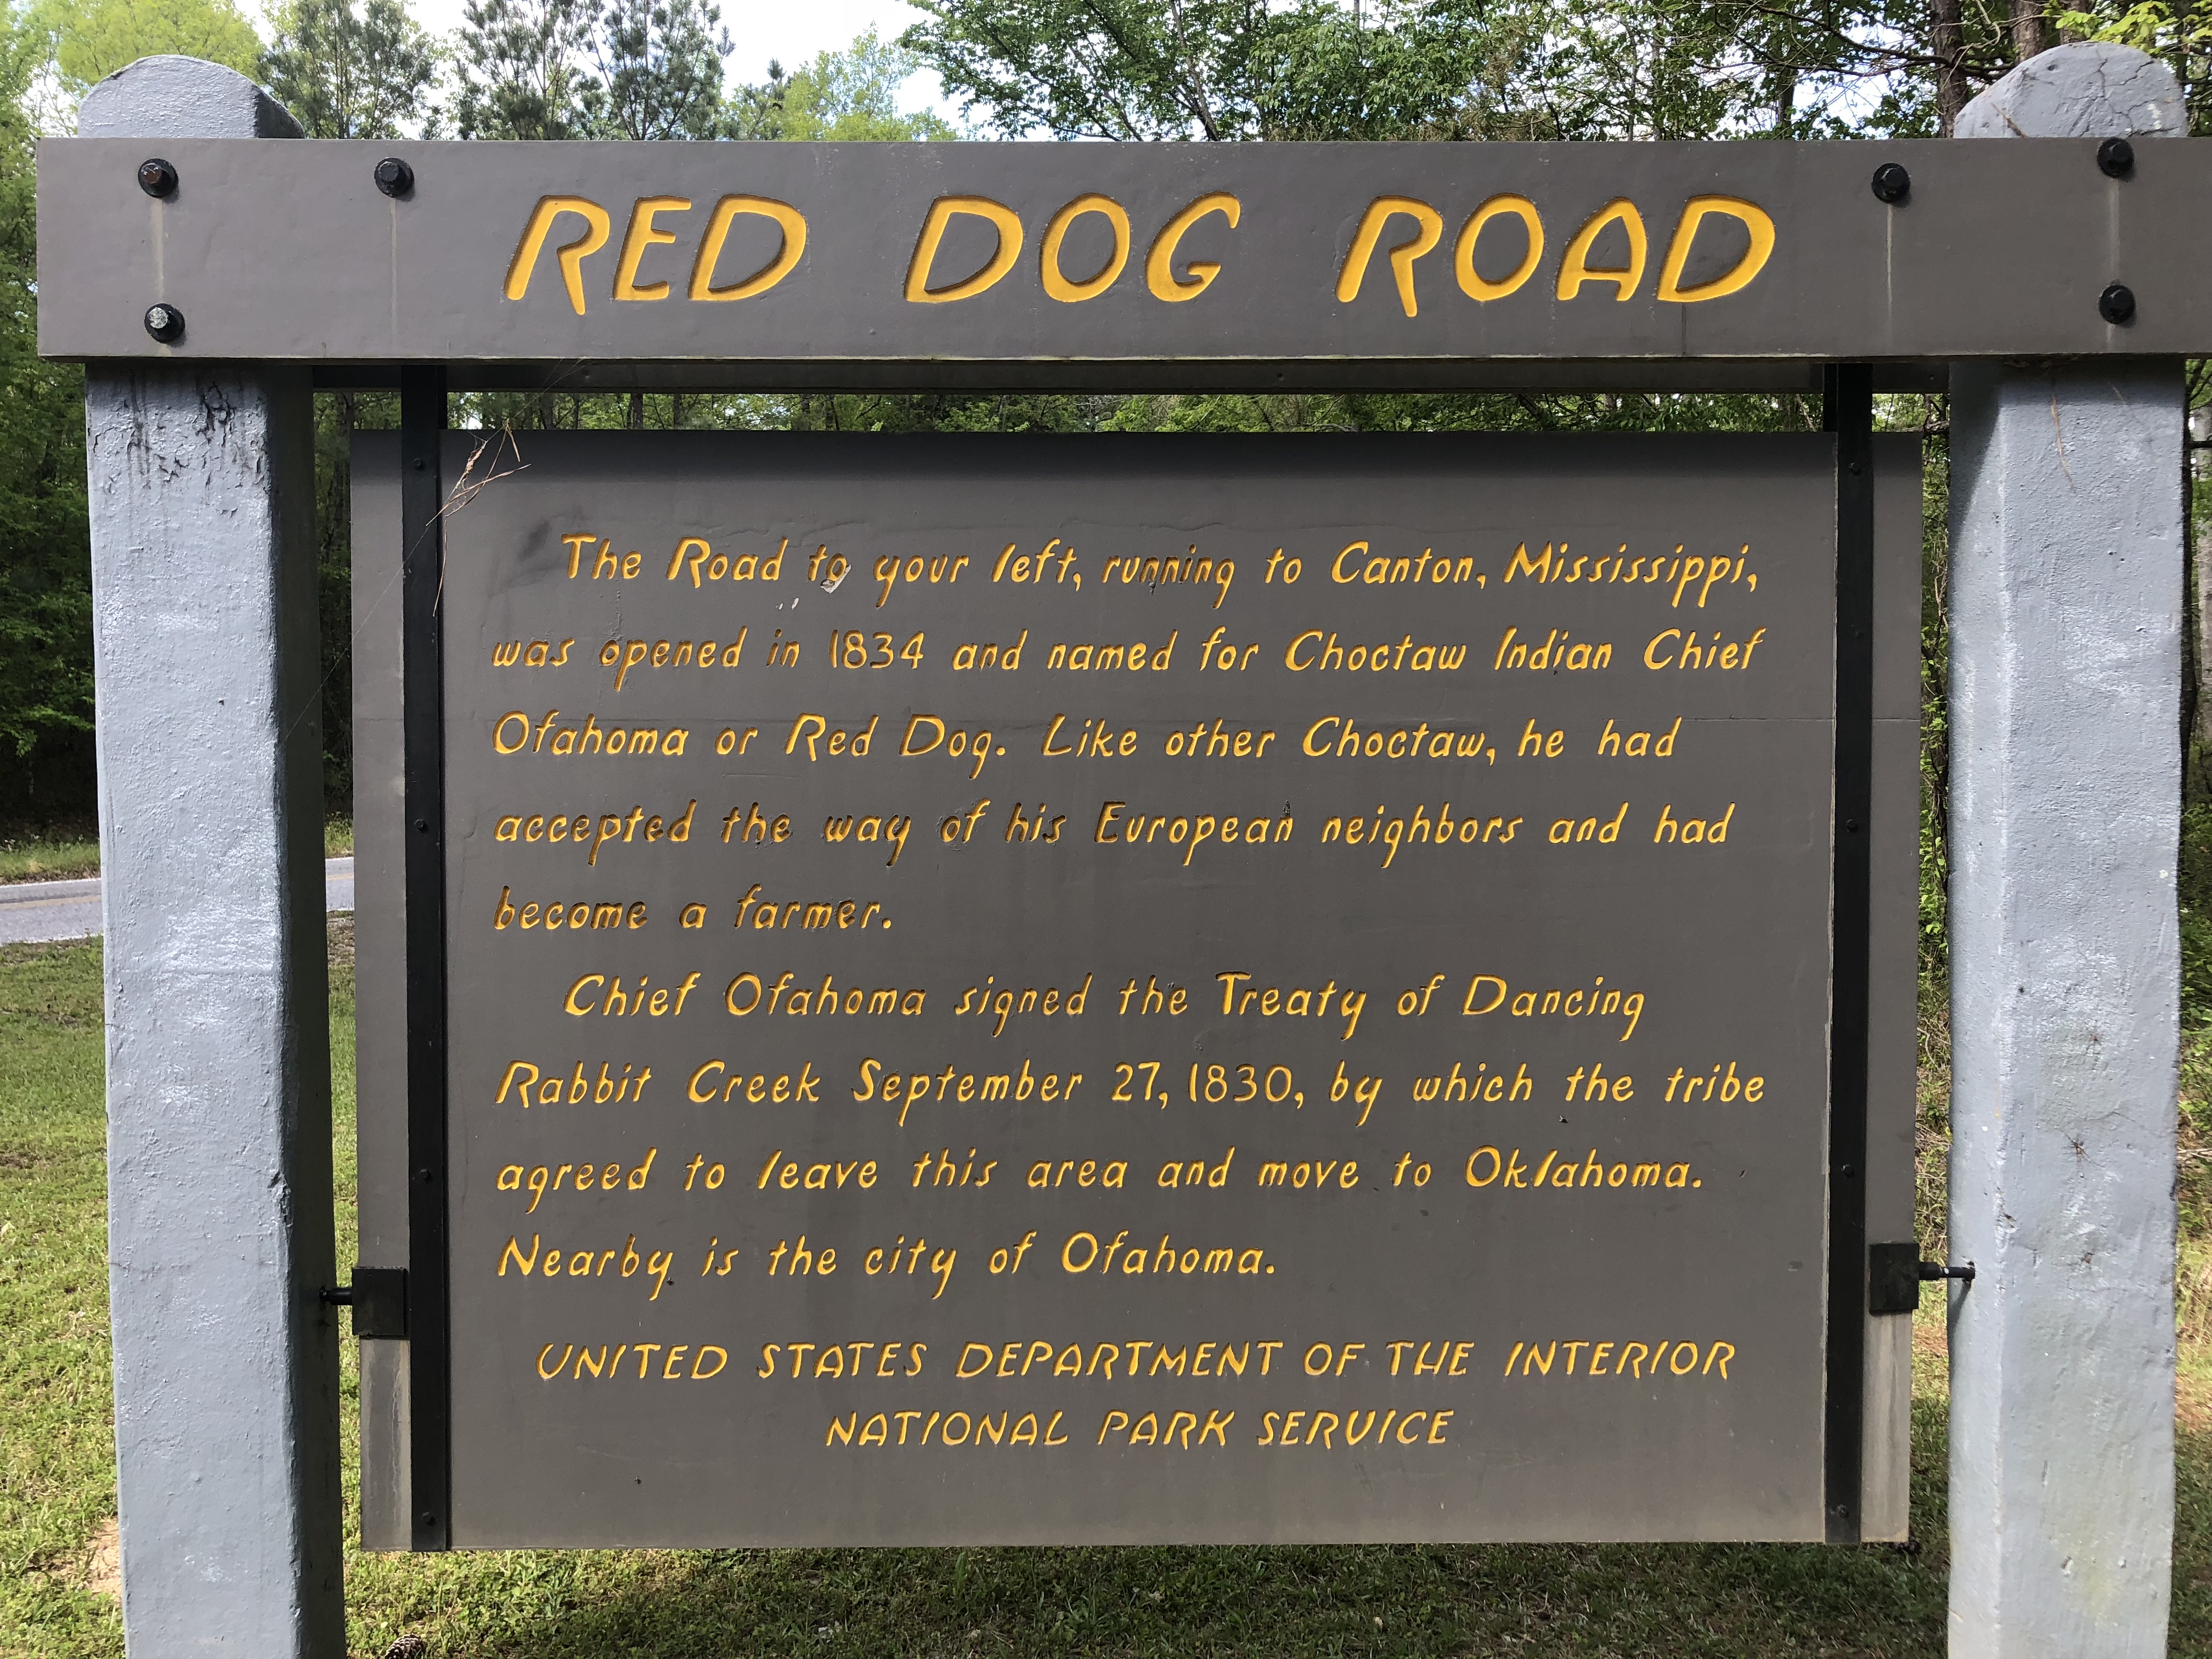 RED DOG ROAD
The Road to your left, running to Canton, Mississippi,
was opened in 1834 and named for Choctaw Indian Chief
Ofahoma or Red Dog. Like other Choctaw, he had
accepted the way of his European neighbors and had
become a farmer.
Chief Ofahoma signed the Treaty of Dancing
Rabbit Creek September 27, 1830, by which the tribe
agreed to leave this area and move to Oklahoma.
Nearby is the city of Ofahoma.
UNITED STATES DEPARTMENT OF THE INTERIOR
NATIONAL PARK SERVICE